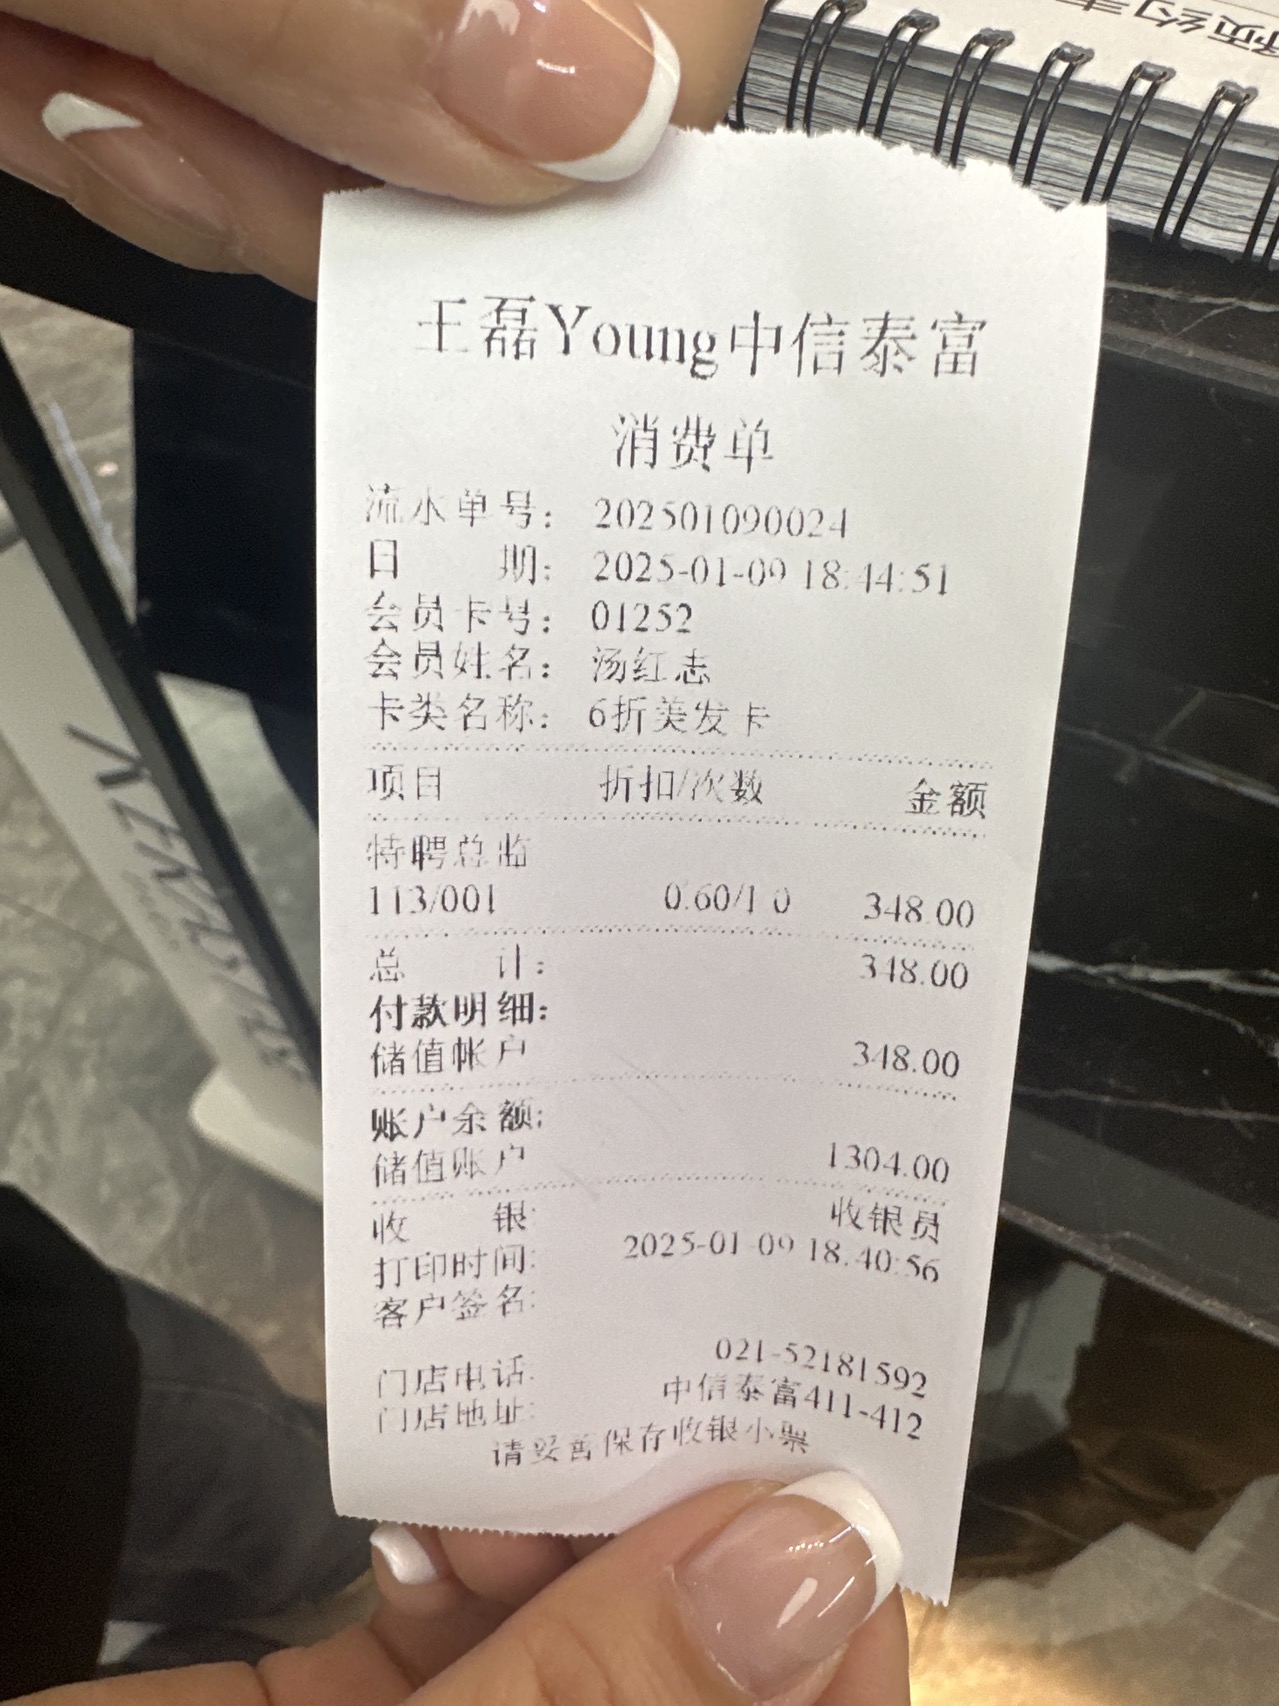 王磊Young中信泰富
消费单
流水单号: 202501090024
日 期: 2025-01-09 18:44:51
会员卡号: 01252
会员姓名: 汤红志
卡类名称: 6折美发卡
项目 折扣/次数 金额
特聘总监
113/001 0.60/1.0 348.00
总 计: 348.00
付款明细:
储值帐户 348.00
账户余额:
储值账户 1304.00
收 银: 收银员
打印时间: 2025-01-09 18:40:56
客户签名:
门店电话: 021-52181592
门店地址: 中信泰富411-412
请妥善保存收银小票